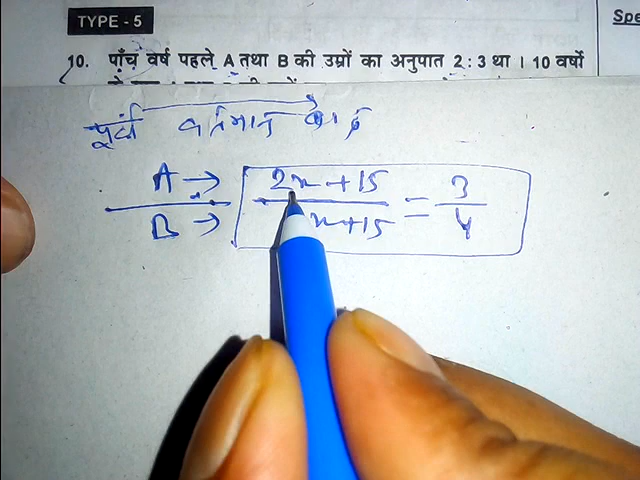 TYPE - 5
Spe
10. पाँच वर्ष पहले A तथा B की उम्रों का अनुपात 2 : 3 था । 10 वर्षों
पूर्व वर्तमान बाद
A → 2x + 15 = 3
B → x + 15 4